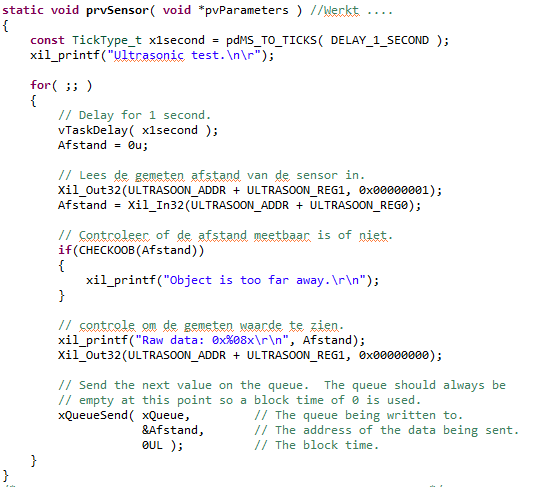 static void prvSensor( void *pvParameters ) //Werkt ....
{
const TickType_t x1second = pdMS_TO_TICKS( DELAY_1_SECOND );
xil_printf("Ultrasonic test.\n\r");
for( ;; )
{
// Delay for 1 second.
vTaskDelay( x1second );
Afstand = 0u;
// Lees de gemeten afstand van de sensor in.
Xil_Out32(ULTRASOON_ADDR + ULTRASOON_REG1, 0x00000001);
Afstand = Xil_In32(ULTRASOON_ADDR + ULTRASOON_REG0);
// Controleer of de afstand meetbaar is of niet.
if(CHECKOOB(Afstand))
{
xil_printf("Object is too far away.\r\n");
}
// controle om de gemeten waarde te zien.
xil_printf("Raw data: 0x%08x\r\n", Afstand);
Xil_Out32(ULTRASOON_ADDR + ULTRASOON_REG1, 0x00000000);
// Send the next value on the queue.  The queue should always be
// empty at this point so a block time of 0 is used.
xQueueSend( xQueue, // The queue being written to.
&Afstand, // The address of the data being sent.
0UL ); // The block time.
}
}